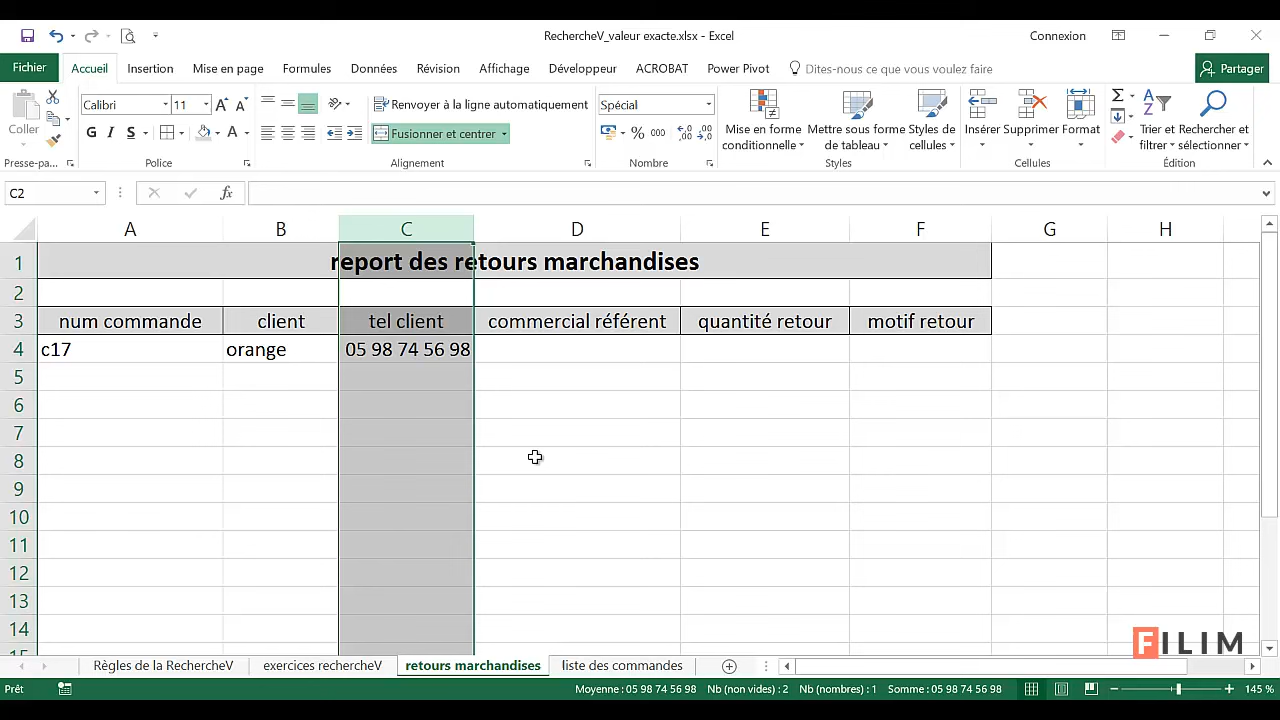 RechercheV_valeur exacte.xlsx - Excel
Connexion
Fichier
Accueil
Insertion
Mise en page
Formules
Données
Révision
Affichage
Développeur
ACROBAT
Power Pivot
Dites-nous ce que vous voulez faire
Partager
Coller
Calibri
11
G I S
Renvoyer à la ligne automatiquement
Fusionner et centrer
Spécial
% 000
Mise en forme conditionnelle
Mettre sous forme de tableau
Styles de cellules
Insérer
Supprimer
Form
Trier et filtrer
Rechercher et sélectionner
Presse-pa...
Police
Alignement
Nombre
Styles
Cellules
Édition
C2
fx
A B C D E F G H
1 report des retours marchandises
2
3 num commande client tel client commercial référent quantité retour motif retour
4 c17 orange 05 98 74 56 98
5
6
7
8
9
10
11
12
13
14
FILIM
Règles de la RechercheV
exercices rechercheV
retours marchandises
liste des commandes
Prêt
Moyenne : 05 98 74 56 98 Nb (non vides) : 2 Nb (nombres) : 1 Somme : 05 98 74 56 98
145 %